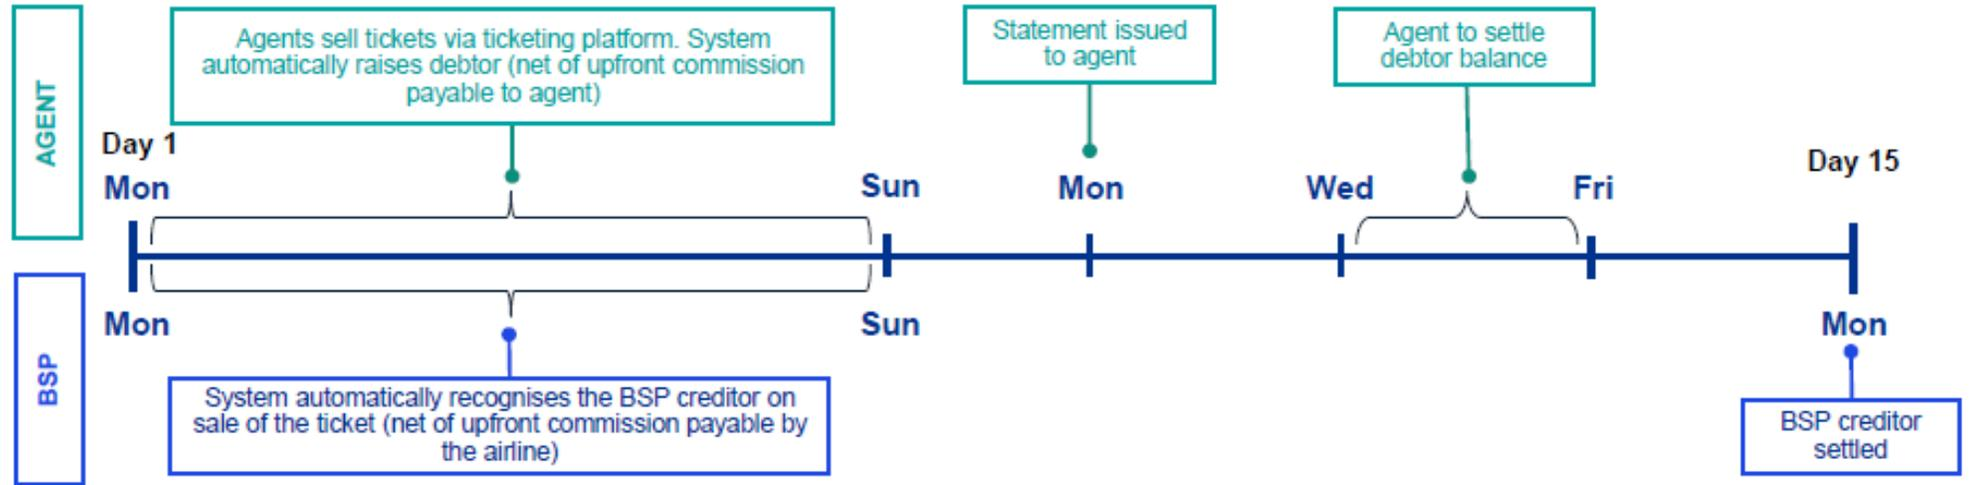 AGENT
Agents sell tickets via ticketing platform. System
automatically raises debtor (net of upfront commission
payable to agent)
Statement issued
to agent
Agent to settle
debtor balance
Day 1
Day 15
Mon
Sun
Mon
Wed
Fri
BSP
Mon
Sun
Mon
System automatically recognises the BSP creditor on
sale of the ticket (net of upfront commission payable by
the airline)
BSP creditor
settled